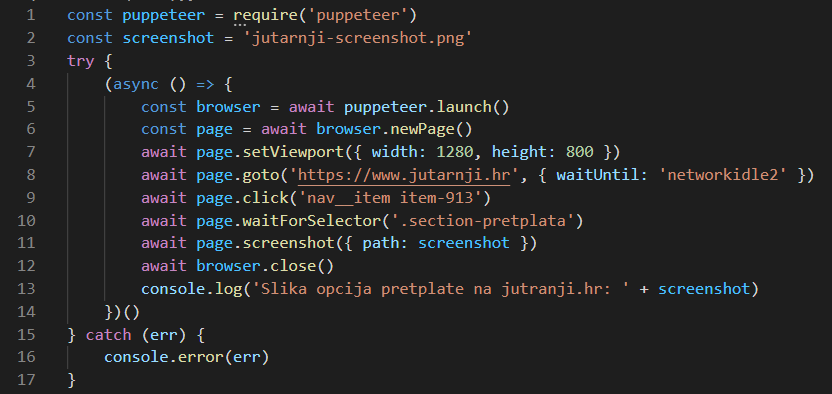 1 const puppeteer = require('puppeteer')
2 const screenshot = 'jutarnji-screenshot.png'
3 try {
4 (async () => {
5 const browser = await puppeteer.launch()
6 const page = await browser.newPage()
7 await page.setViewport({ width: 1280, height: 800 })
8 await page.goto('https://www.jutarnji.hr', { waitUntil: 'networkidle2' })
9 await page.click('nav__item item-913')
10 await page.waitForSelector('.section-pretplata')
11 await page.screenshot({ path: screenshot })
12 await browser.close()
13 console.log('Slika opcija pretplate na jutranji.hr: ' + screenshot)
14 })()
15 } catch (err) {
16 console.error(err)
17 }